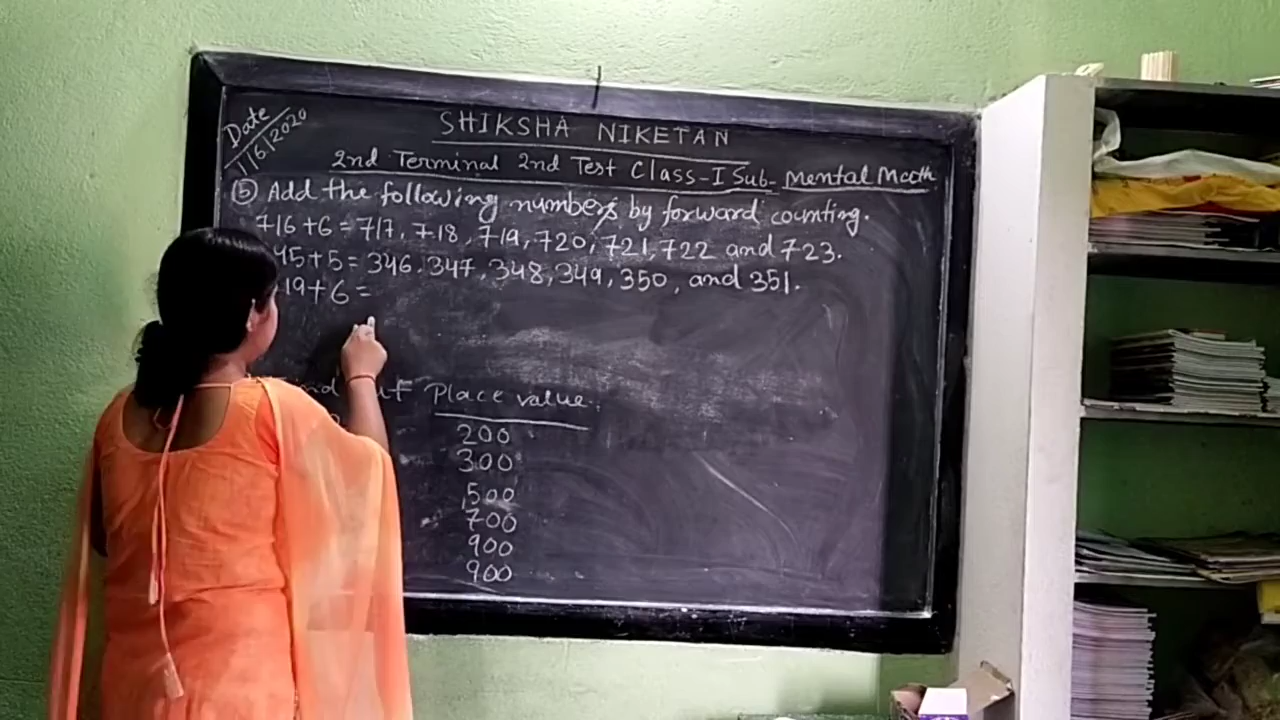 Date
1/6/2020
SHIKSHA NIKETAN
2nd Terminal 2nd Test Class-I Sub- Mental Math
(5) Add the following numbers by forward counting.
716+6 = 717, 718, 719, 720, 721, 722 and 723.
45+5 = 346, 347, 348, 349, 350, and 351.
19+6 =
Place value:
200
300
500
700
900
900